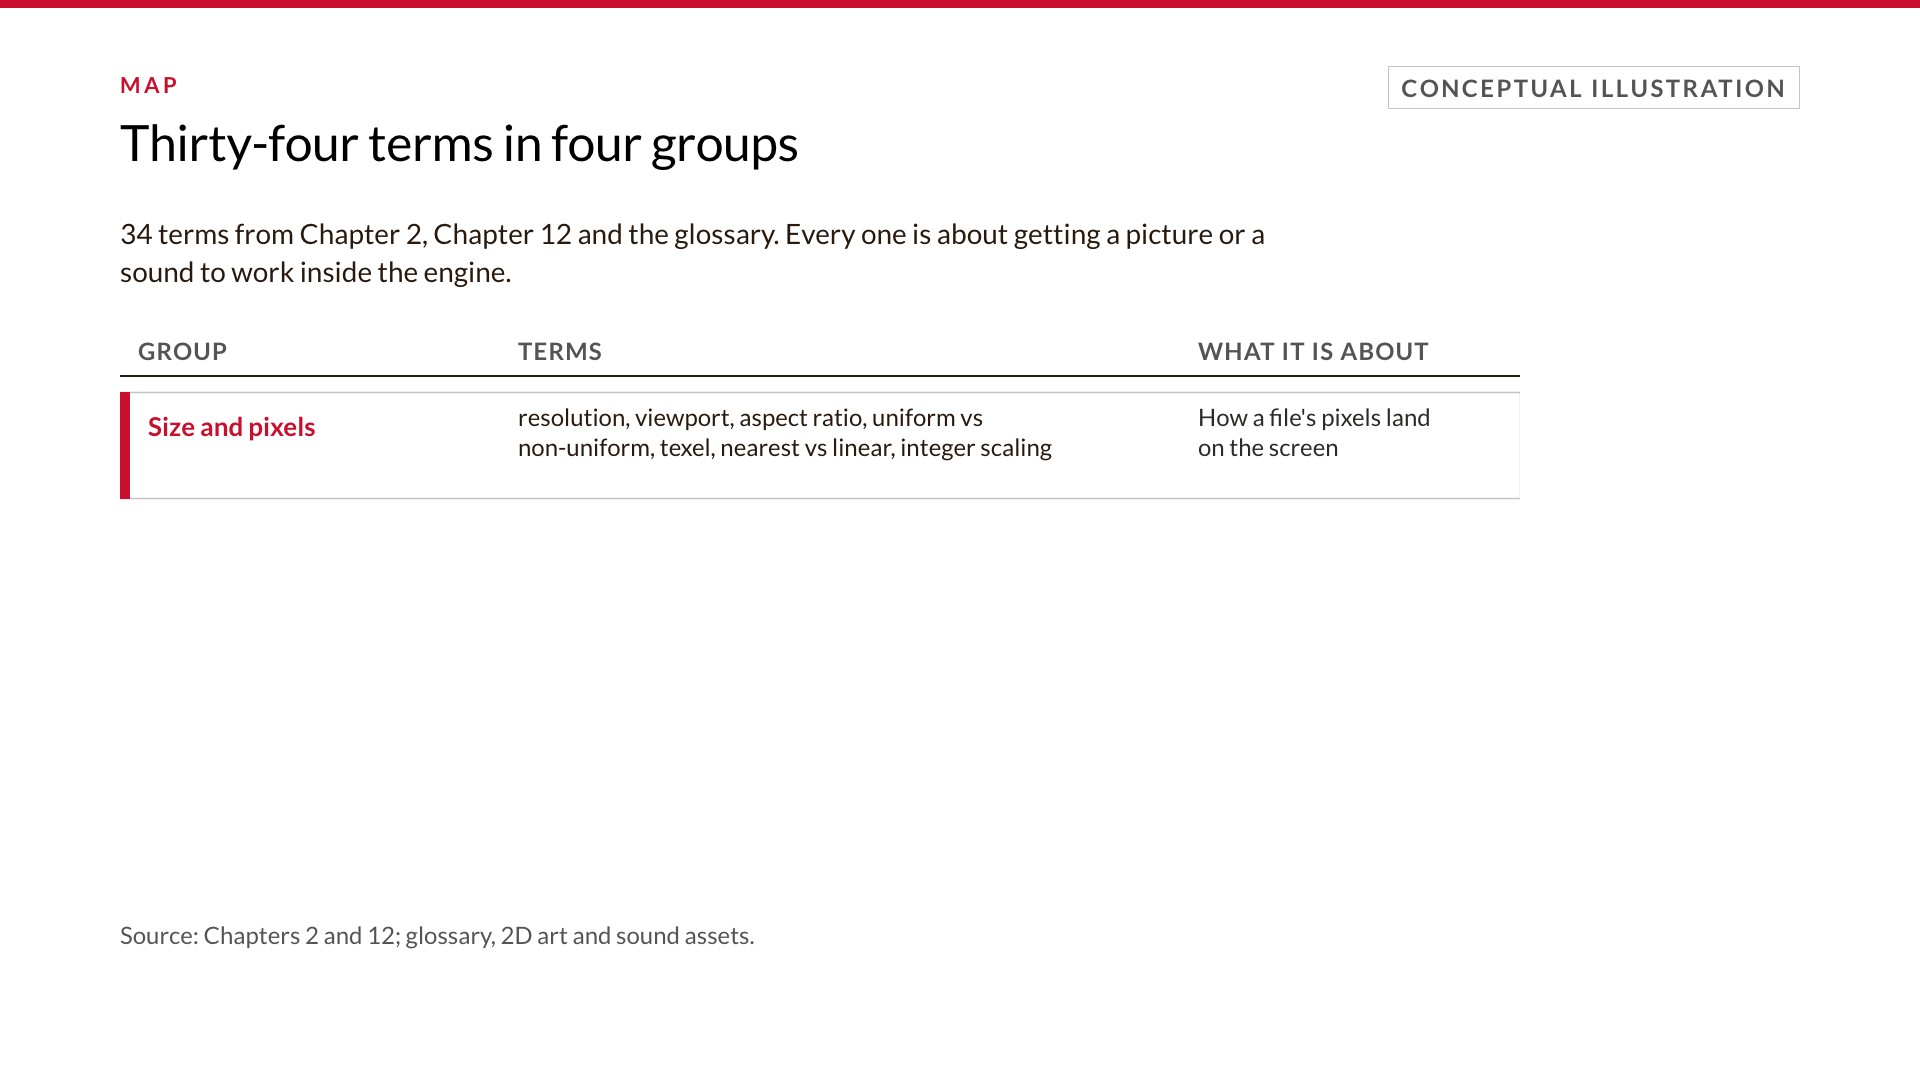 MAP
CONCEPTUAL ILLUSTRATION
Thirty-four terms in four groups
34 terms from Chapter 2, Chapter 12 and the glossary. Every one is about getting a picture or a
sound to work inside the engine.
GROUP TERMS WHAT IT IS ABOUT
Size and pixels
resolution, viewport, aspect ratio, uniform vs
non-uniform, texel, nearest vs linear, integer scaling
How a file's pixels land
on the screen
Source: Chapters 2 and 12; glossary, 2D art and sound assets.